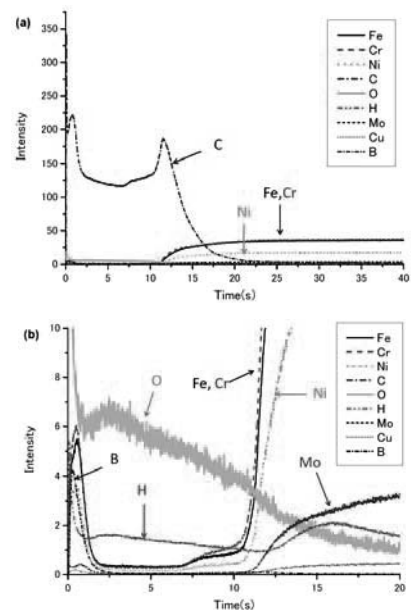 (a)
375
350
300
250
200
150
100
50
0
Intensity
C
Ni
Fe,Cr
Fe
Cr
Ni
C
O
H
Mo
Cu
B
0 5 10 15 20 25 30 35 40
Time(s)
(b)
10
8
6
4
2
0
Intensity
O
B
H
Fe, Cr
Ni
Mo
Fe
Cr
Ni
C
O
H
Mo
Cu
B
0 5 10 15 20
Time(s)